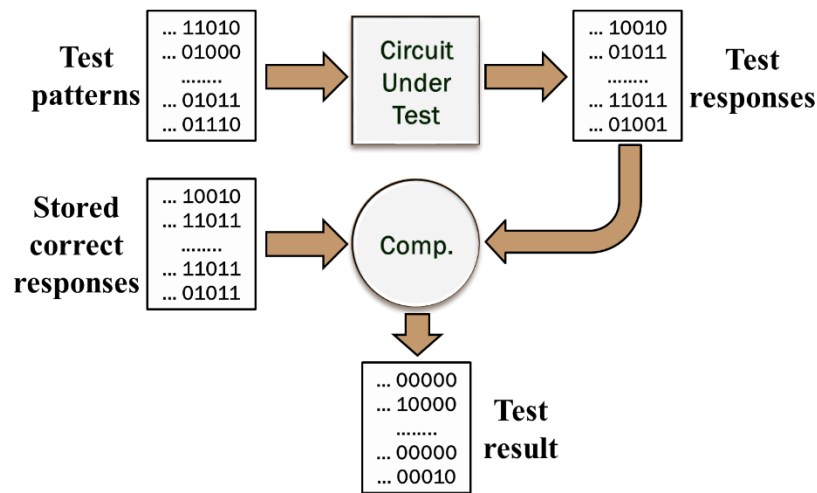 Test
patterns
... 11010
... 01000
........
... 01011
... 01110
Circuit
Under
Test
... 10010
... 01011
........
... 11011
... 01001
Test
responses
Stored
correct
responses
... 10010
... 11011
........
... 11011
... 01011
Comp.
... 00000
... 10000
........
... 00000
... 00010
Test
result